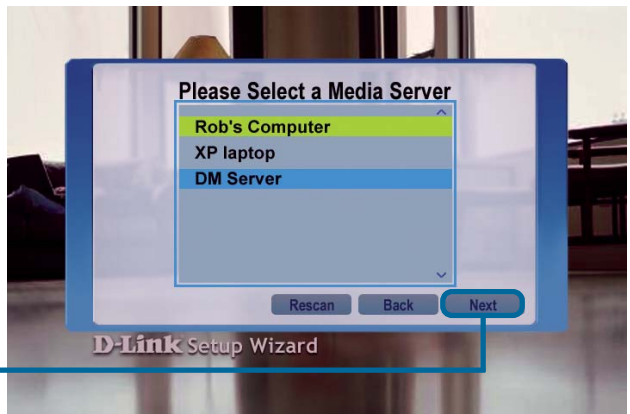 Please Select a Media Server
Rob's Computer
XP laptop
DM Server
Rescan Back Next
D-Link Setup Wizard